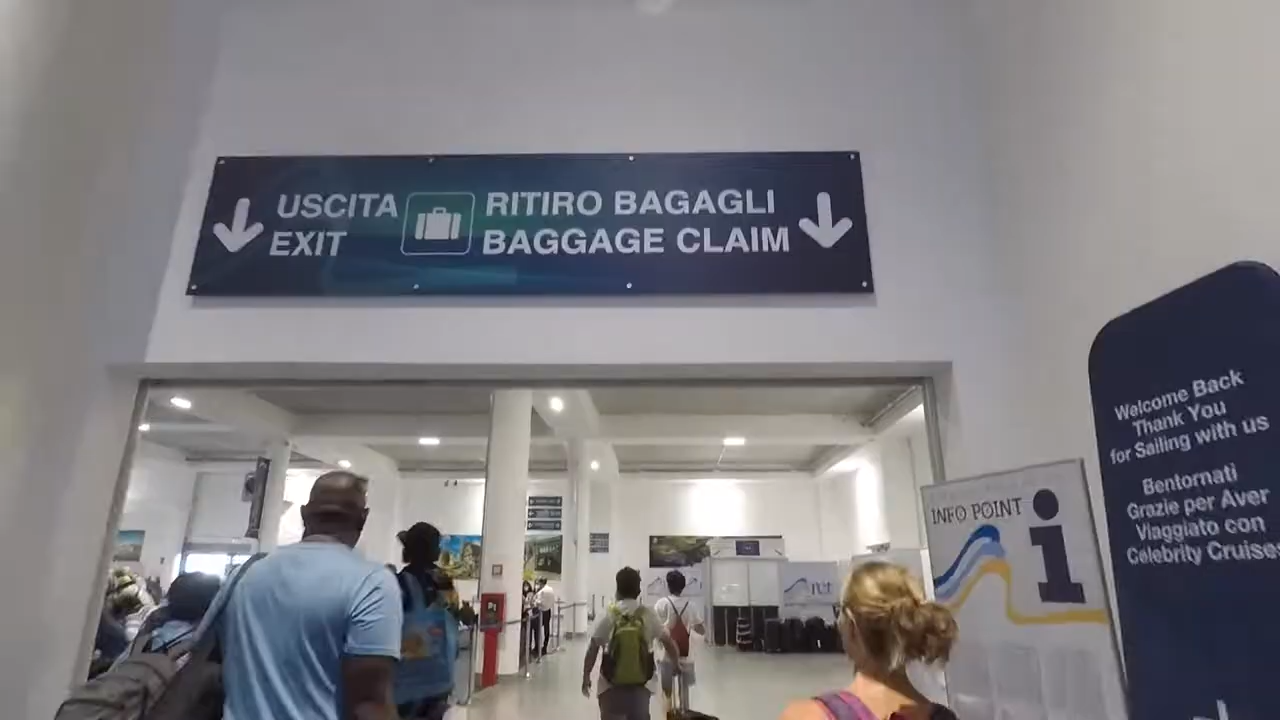 USCITA
EXIT
RITIRO BAGAGLI
BAGGAGE CLAIM
INFO POINT
i
Welcome Back
Thank You
for Sailing with us
Bentornati
Grazie per Aver
Viaggiato con
Celebrity Cruises